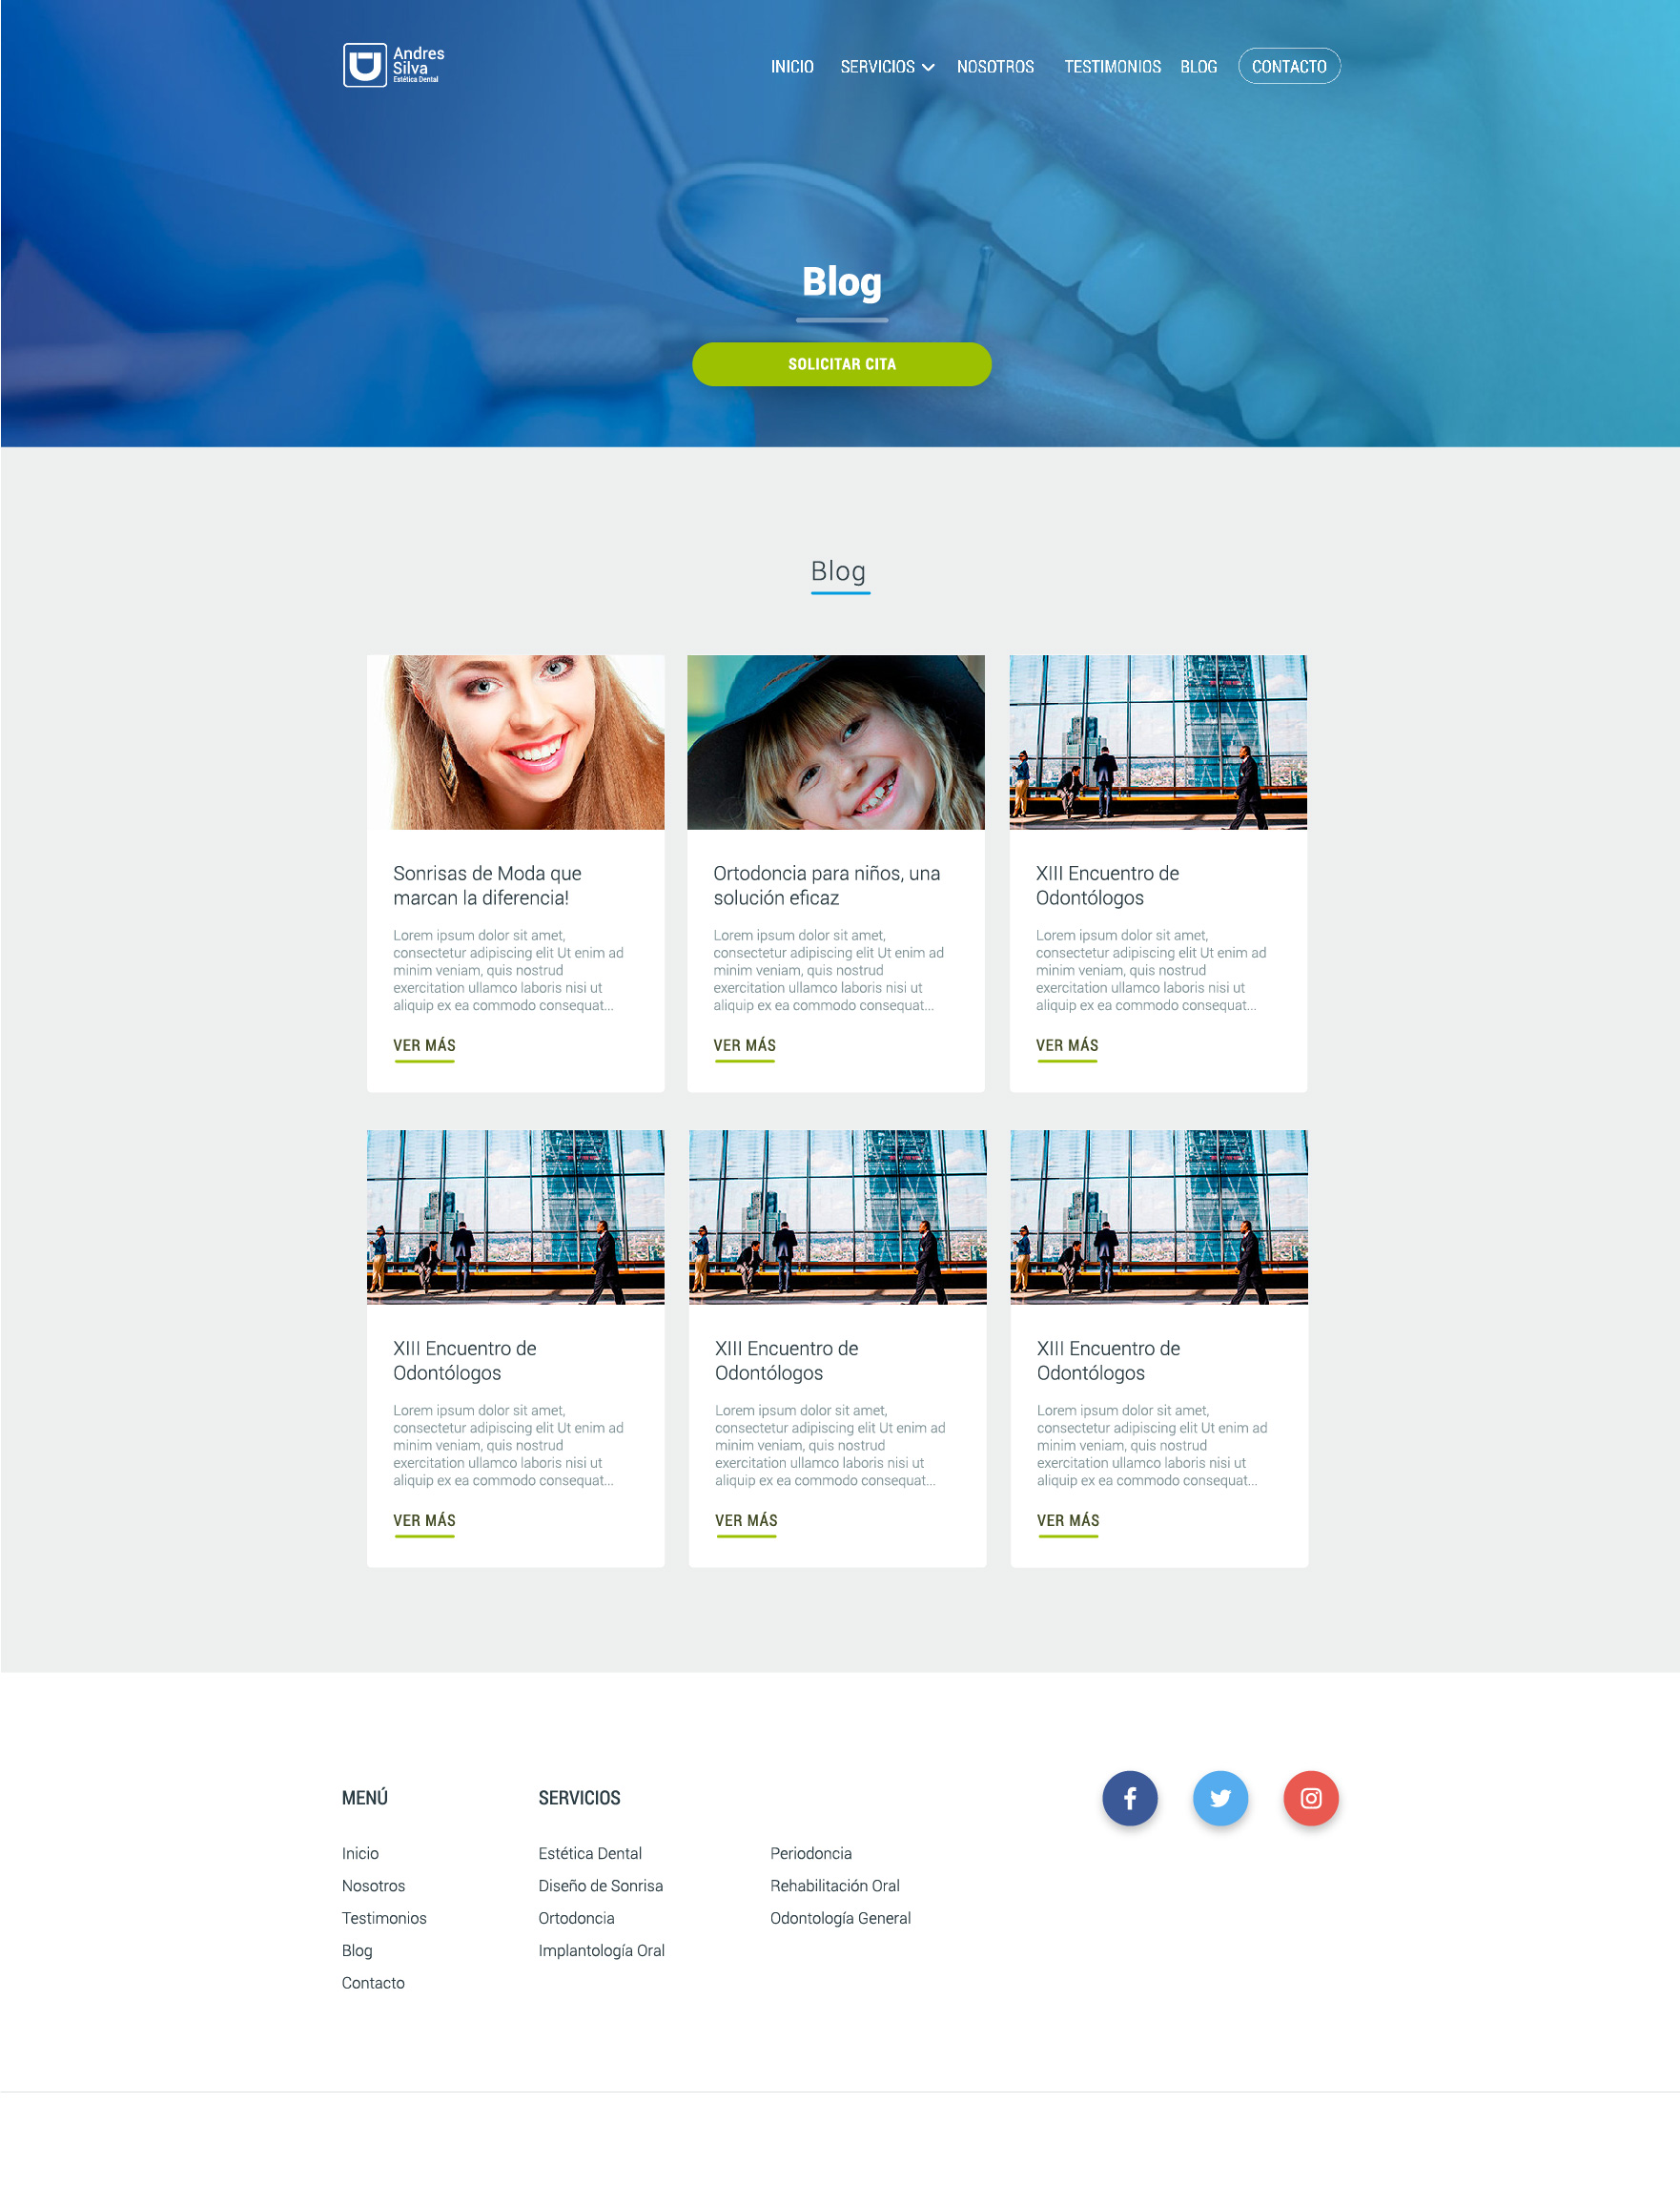 Andres
Silva
Estética Dental
INICIO SERVICIOS NOSOTROS TESTIMONIOS BLOG CONTACTO
Blog
SOLICITAR CITA
Blog
Sonrisas de Moda que
marcan la diferencia!
Lorem ipsum dolor sit amet,
consectetur adipiscing elit Ut enim ad
minim veniam, quis nostrud
exercitation ullamco laboris nisi ut
aliquip ex ea commodo consequat...
VER MÁS
Ortodoncia para niños, una
solución eficaz
Lorem ipsum dolor sit amet,
consectetur adipiscing elit Ut enim ad
minim veniam, quis nostrud
exercitation ullamco laboris nisi ut
aliquip ex ea commodo consequat...
VER MÁS
XIII Encuentro de
Odontólogos
Lorem ipsum dolor sit amet,
consectetur adipiscing elit Ut enim ad
minim veniam, quis nostrud
exercitation ullamco laboris nisi ut
aliquip ex ea commodo consequat...
VER MÁS
XIII Encuentro de
Odontólogos
Lorem ipsum dolor sit amet,
consectetur adipiscing elit Ut enim ad
minim veniam, quis nostrud
exercitation ullamco laboris nisi ut
aliquip ex ea commodo consequat...
VER MÁS
XIII Encuentro de
Odontólogos
Lorem ipsum dolor sit amet,
consectetur adipiscing elit Ut enim ad
minim veniam, quis nostrud
exercitation ullamco laboris nisi ut
aliquip ex ea commodo consequat...
VER MÁS
XIII Encuentro de
Odontólogos
Lorem ipsum dolor sit amet,
consectetur adipiscing elit Ut enim ad
minim veniam, quis nostrud
exercitation ullamco laboris nisi ut
aliquip ex ea commodo consequat...
VER MÁS
MENÚ
Inicio
Nosotros
Testimonios
Blog
Contacto
SERVICIOS
Estética Dental
Diseño de Sonrisa
Ortodoncia
Implantología Oral
Periodoncia
Rehabilitación Oral
Odontología General